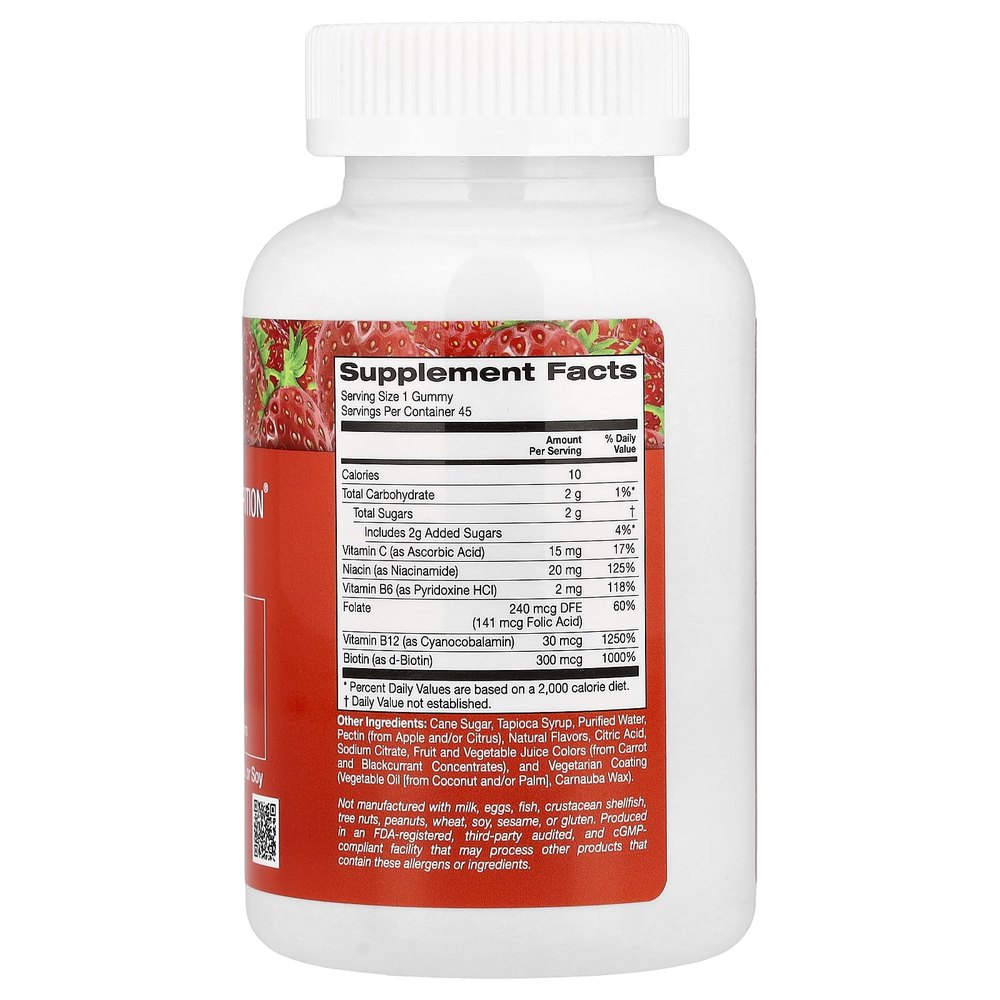 Supplement Facts
Serving Size 1 Gummy
Servings Per Container 45
Amount Per Serving % Daily Value
Calories 10
Total Carbohydrate 2 g 1%*
Total Sugars 2 g †
Includes 2g Added Sugars 4%*
Vitamin C (as Ascorbic Acid) 15 mg 17%
Niacin (as Niacinamide) 20 mg 125%
Vitamin B6 (as Pyridoxine HCl) 2 mg 118%
Folate 240 mcg DFE 60%
(141 mcg Folic Acid)
Vitamin B12 (as Cyanocobalamin) 30 mcg 1250%
Biotin (as d-Biotin) 300 mcg 1000%
* Percent Daily Values are based on a 2,000 calorie diet.
† Daily Value not established.
Other Ingredients: Cane Sugar, Tapioca Syrup, Purified Water,
Pectin (from Apple and/or Citrus), Natural Flavors, Citric Acid,
Sodium Citrate, Fruit and Vegetable Juice Colors (from Carrot
and Blackcurrant Concentrates), and Vegetarian Coating
(Vegetable Oil [from Coconut and/or Palm], Carnauba Wax).
Not manufactured with milk, eggs, fish, crustacean shellfish,
tree nuts, peanuts, wheat, soy, sesame, or gluten. Produced
in an FDA-registered, third-party audited, and cGMP-
compliant facility that may process other products that
contain these allergens or ingredients.
or Soy